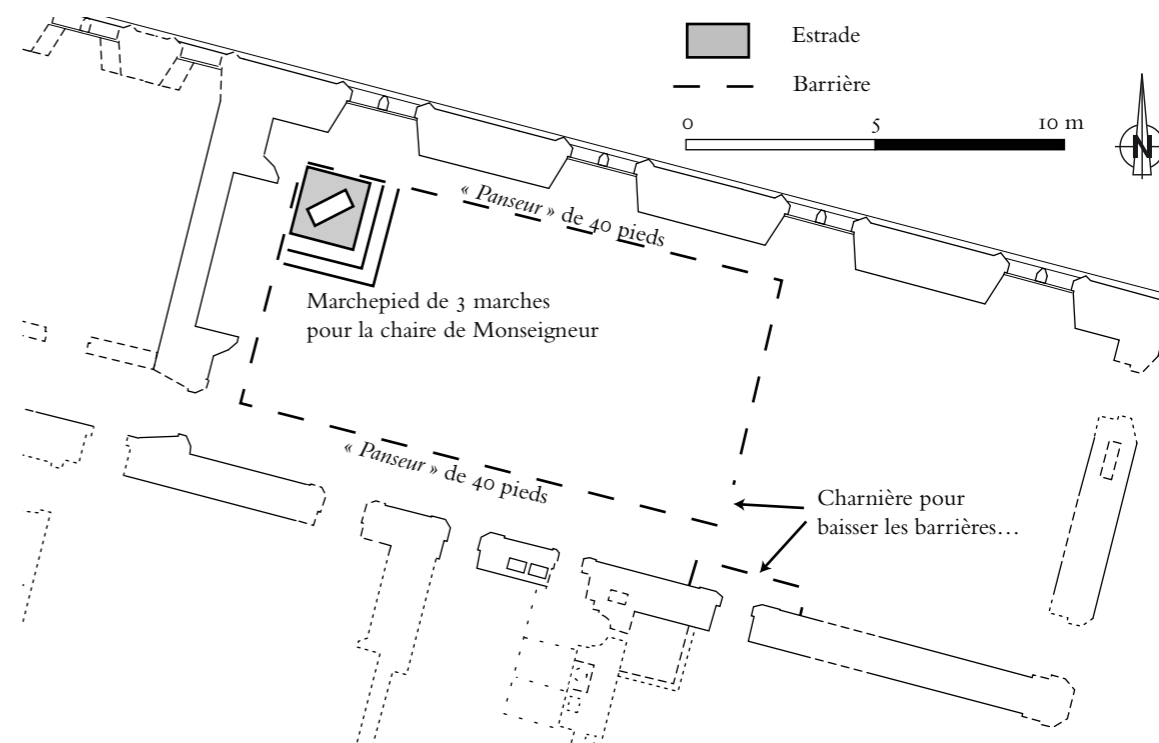 Estrade
Barrière
0 5 10 m
N
« Panseur » de 40 pieds
Marchepied de 3 marches
pour la chaire de Monseigneur
« Panseur » de 40 pieds
Charnière pour
baisser les barrières…